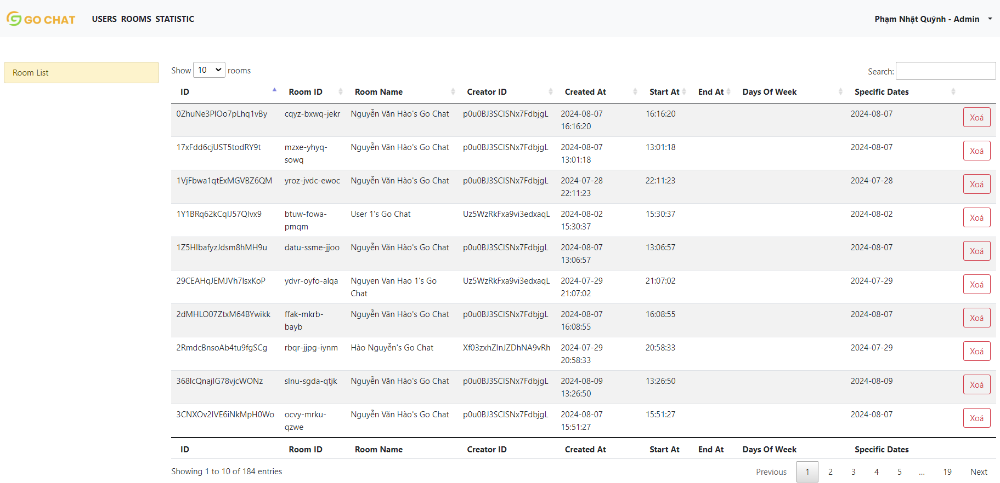 GO CHAT USERS ROOMS STATISTIC Phạm Nhật Quỳnh - Admin
Room List
Show 10 rooms Search:
ID Room ID Room Name Creator ID Created At Start At End At Days Of Week Specific Dates
0ZhuNe3PIOo7pLhq1vBy cqyz-bxwq-jekr Nguyễn Văn Hào's Go Chat p0u0BJ3SCISNx7FdbjgL 2024-08-07 16:16:20 2024-08-07 Xoá
16:16:20
17xFdd6cjUST5todRY9t mzxe-yhyq- Nguyễn Văn Hào's Go Chat p0u0BJ3SCISNx7FdbjgL 2024-08-07 13:01:18 2024-08-07 Xoá
sowq 13:01:18
1VjFbwa1qtExMGVBZ6QM yroz-jvdc-ewoc Nguyễn Văn Hào's Go Chat p0u0BJ3SCISNx7FdbjgL 2024-07-28 22:11:23 2024-07-28 Xoá
22:11:23
1Y1BRq62kCqIJ57QIvx9 btuw-fowa- User 1's Go Chat Uz5WzRkFxa9vi3edxaqL 2024-08-02 15:30:37 2024-08-02 Xoá
pmqm 15:30:37
1Z5HIbafyzJdsm8hMH9u datu-ssme-jjoo Nguyễn Văn Hào's Go Chat p0u0BJ3SCISNx7FdbjgL 2024-08-07 13:06:57 2024-08-07 Xoá
13:06:57
29CEAHqJEMJVh7IsxKoP ydvr-oyfo-alqa Nguyen Van Hao 1's Go Uz5WzRkFxa9vi3edxaqL 2024-07-29 21:07:02 2024-07-29 Xoá
Chat 21:07:02
2dMHLO07ZtxM64BYwikk ffak-mkrb- Nguyễn Văn Hào's Go Chat p0u0BJ3SCISNx7FdbjgL 2024-08-07 16:08:55 2024-08-07 Xoá
bayb 16:08:55
2RmdcBnsoAb4tu9fgSCg rbqr-jjpg-iynm Hào Nguyễn's Go Chat Xf03zxhZlnJZDhNA9vRh 2024-07-29 20:58:33 2024-07-29 Xoá
20:58:33
368IcQnajIG78vjcWONz slnu-sgda-qtjk Nguyễn Văn Hào's Go Chat p0u0BJ3SCISNx7FdbjgL 2024-08-09 13:26:50 2024-08-09 Xoá
13:26:50
3CNXOv2IVE6iNkMpH0Wo ocvy-mrku- Nguyễn Văn Hào's Go Chat p0u0BJ3SCISNx7FdbjgL 2024-08-07 15:51:27 2024-08-07 Xoá
qzwe 15:51:27
ID Room ID Room Name Creator ID Created At Start At End At Days Of Week Specific Dates
Showing 1 to 10 of 184 entries Previous 1 2 3 4 5 ... 19 Next